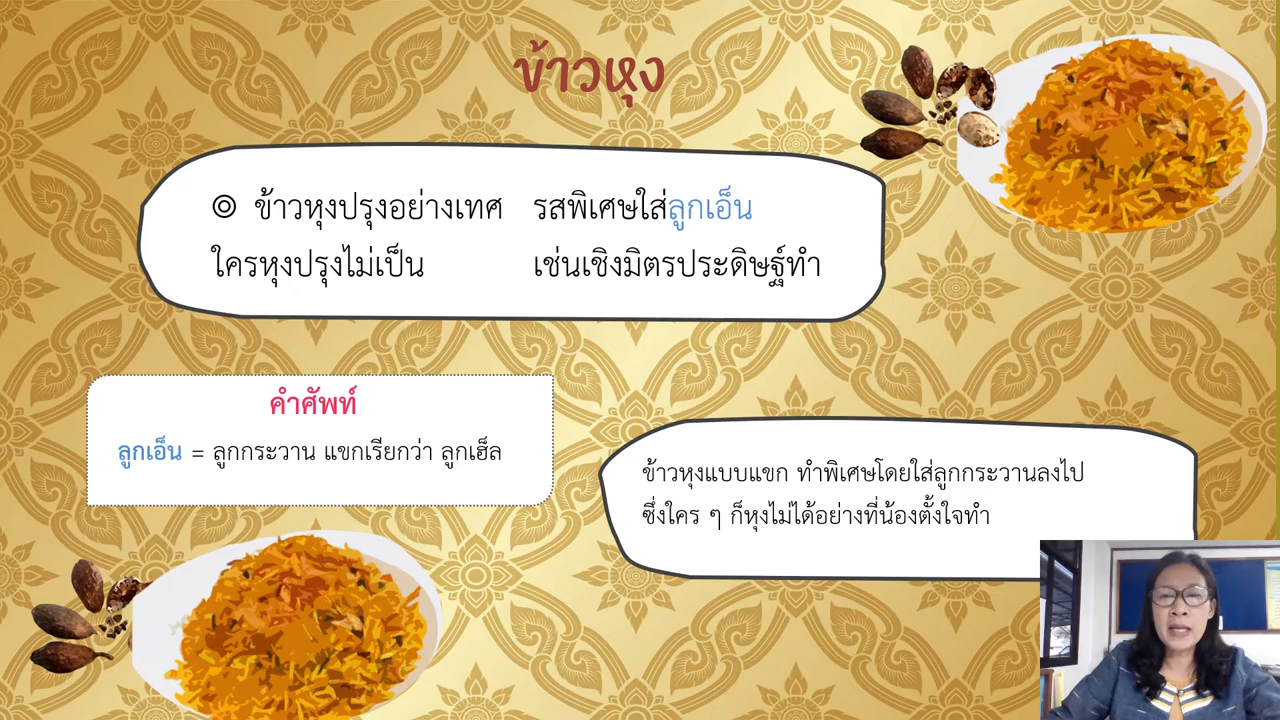 ข้าวหุง
๏ ข้าวหุงปรุงอย่างเทศ รสพิเศษใส่ลูกเอ็น
ใครหุงปรุงไม่เป็น เช่นเชิงมิตรประดิษฐ์ทำ
คำศัพท์
ลูกเอ็น = ลูกกระวาน แขกเรียกว่า ลูกเฮ็ล
ข้าวหุงแบบแขก ทำพิเศษโดยใส่ลูกกระวานลงไป
ซึ่งใคร ๆ ก็หุงไม่ได้อย่างที่น้องตั้งใจทำ